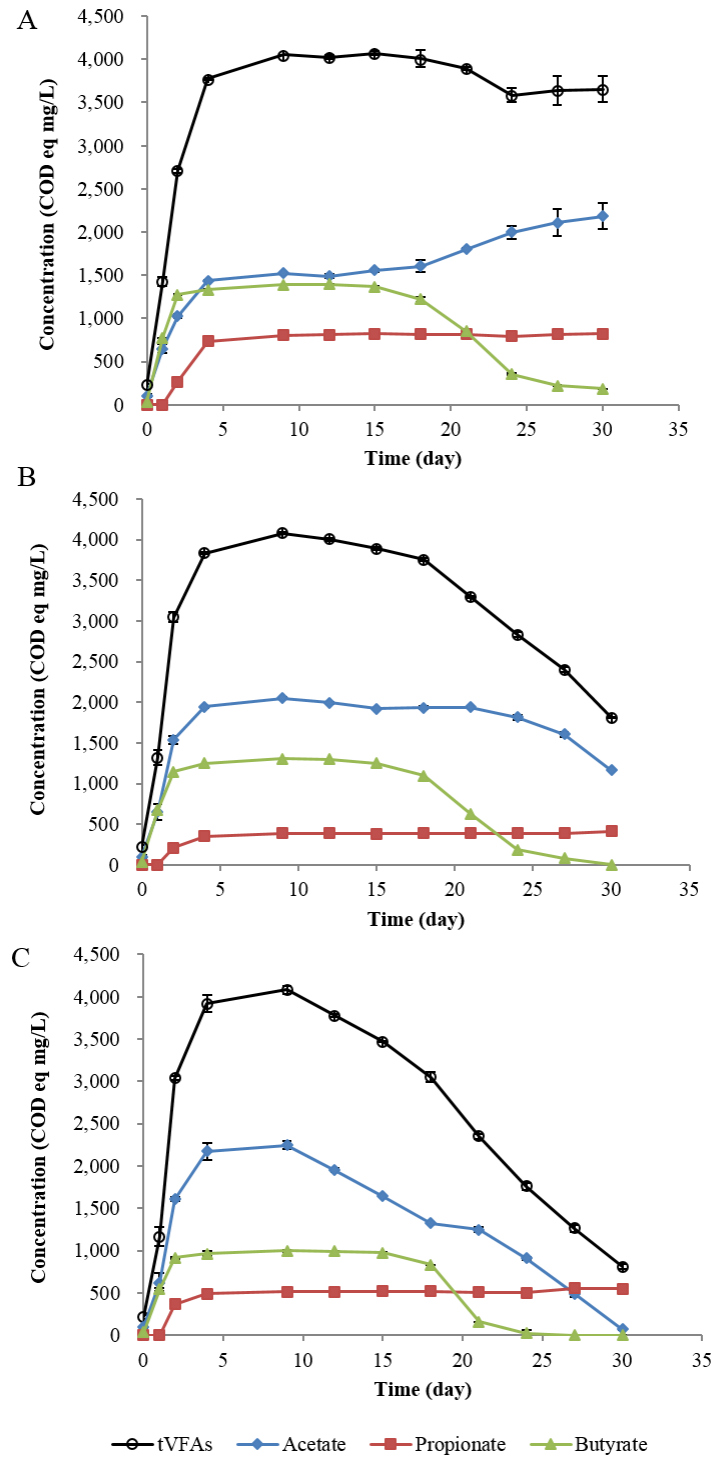 A
4,500
4,000
3,500
3,000
2,500
2,000
1,500
1,000
500
0
Concentration (COD eq mg/L)
0 5 10 15 20 25 30 35
Time (day)
B
4,500
4,000
3,500
3,000
2,500
2,000
1,500
1,000
500
0
Concentration (COD eq mg/L)
0 5 10 15 20 25 30 35
Time (day)
C
4,500
4,000
3,500
3,000
2,500
2,000
1,500
1,000
500
0
Concentration (COD eq mg/L)
0 5 10 15 20 25 30 35
Time (day)
tVFAs Acetate Propionate Butyrate